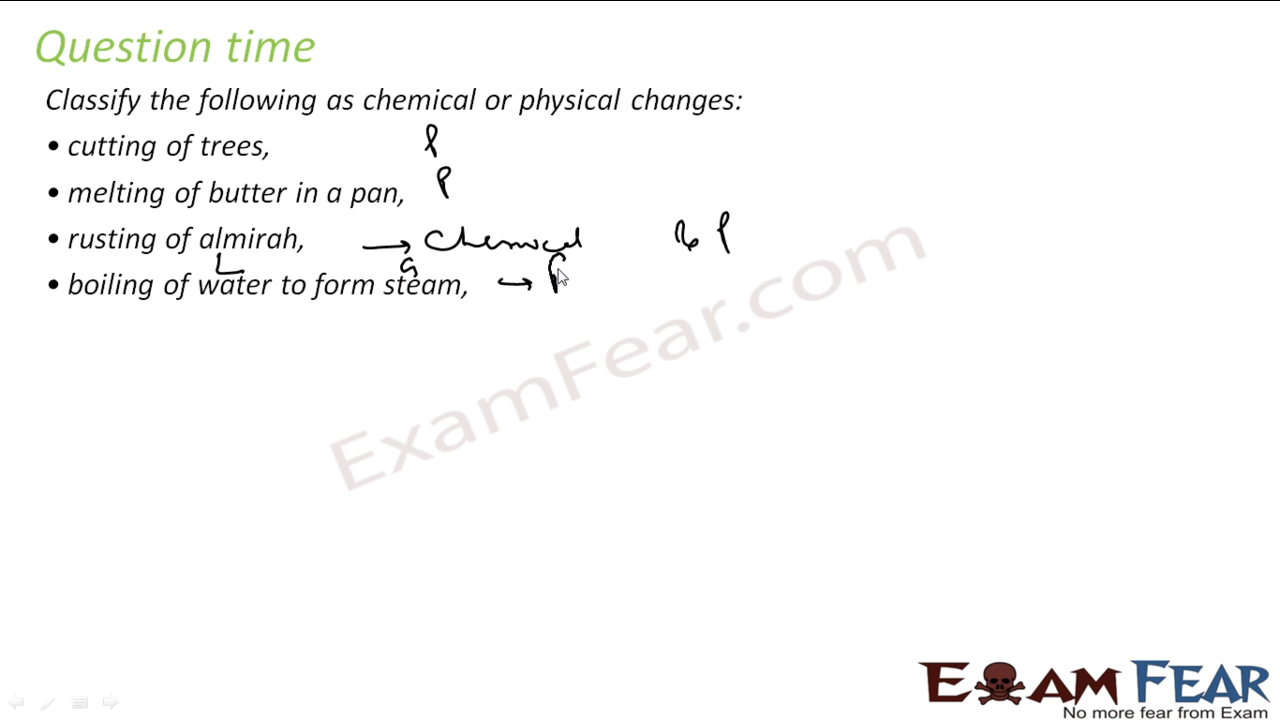 Question time
Classify the following as chemical or physical changes:
• cutting of trees, P
• melting of butter in a pan, P
• rusting of almirah, → Chemical P
L G
• boiling of water to form steam, → P
ExamFear.com
EXAM FEAR
No more fear from Exam